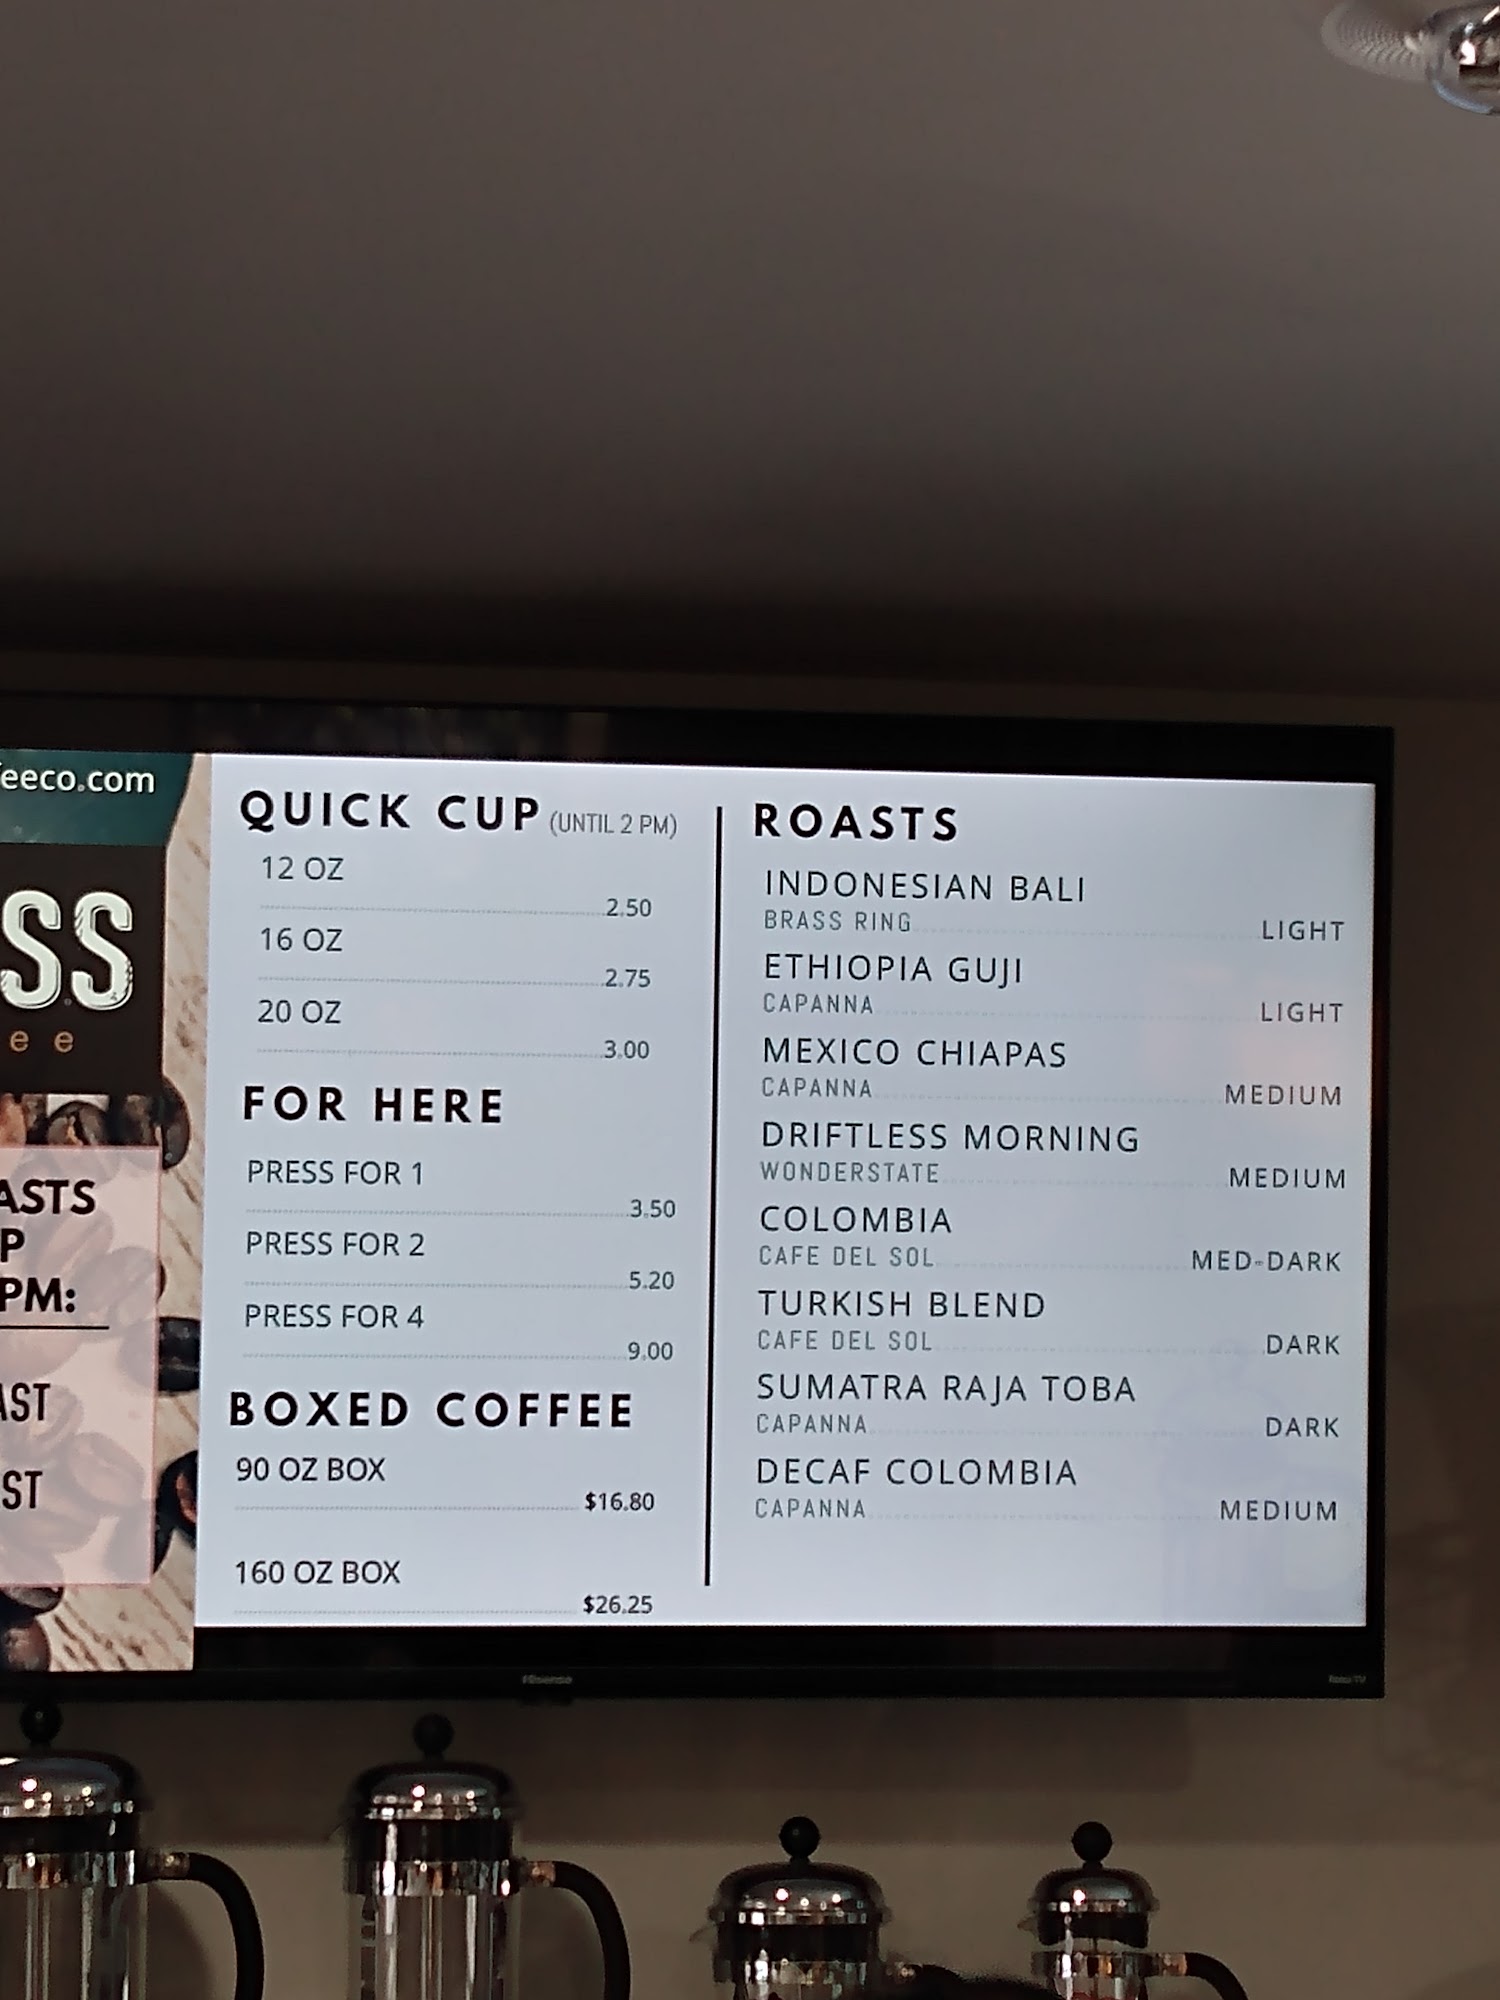 eeco.com
SS
ee
ASTS
P
PM:
AST
ST
QUICK CUP (UNTIL 2 PM)
12 OZ
2.50
16 OZ
2.75
20 OZ
3.00
FOR HERE
PRESS FOR 1
3.50
PRESS FOR 2
5.20
PRESS FOR 4
9.00
BOXED COFFEE
90 OZ BOX
$16.80
160 OZ BOX
$26.25
ROASTS
INDONESIAN BALI
BRASS RING LIGHT
ETHIOPIA GUJI
CAPANNA LIGHT
MEXICO CHIAPAS
CAPANNA MEDIUM
DRIFTLESS MORNING
WONDERSTATE MEDIUM
COLOMBIA
CAFE DEL SOL MED-DARK
TURKISH BLEND
CAFE DEL SOL DARK
SUMATRA RAJA TOBA
CAPANNA DARK
DECAF COLOMBIA
CAPANNA MEDIUM
Hisense
Roku TV